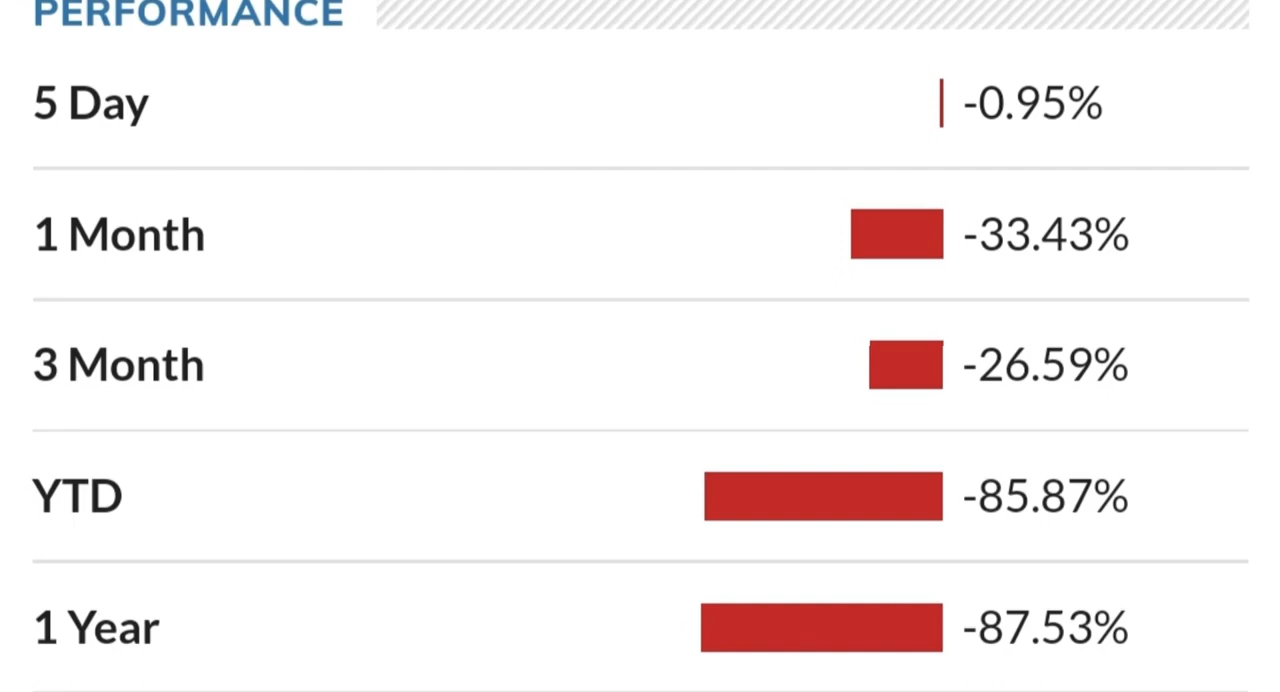 PERFORMANCE
5 Day -0.95%
1 Month -33.43%
3 Month -26.59%
YTD -85.87%
1 Year -87.53%